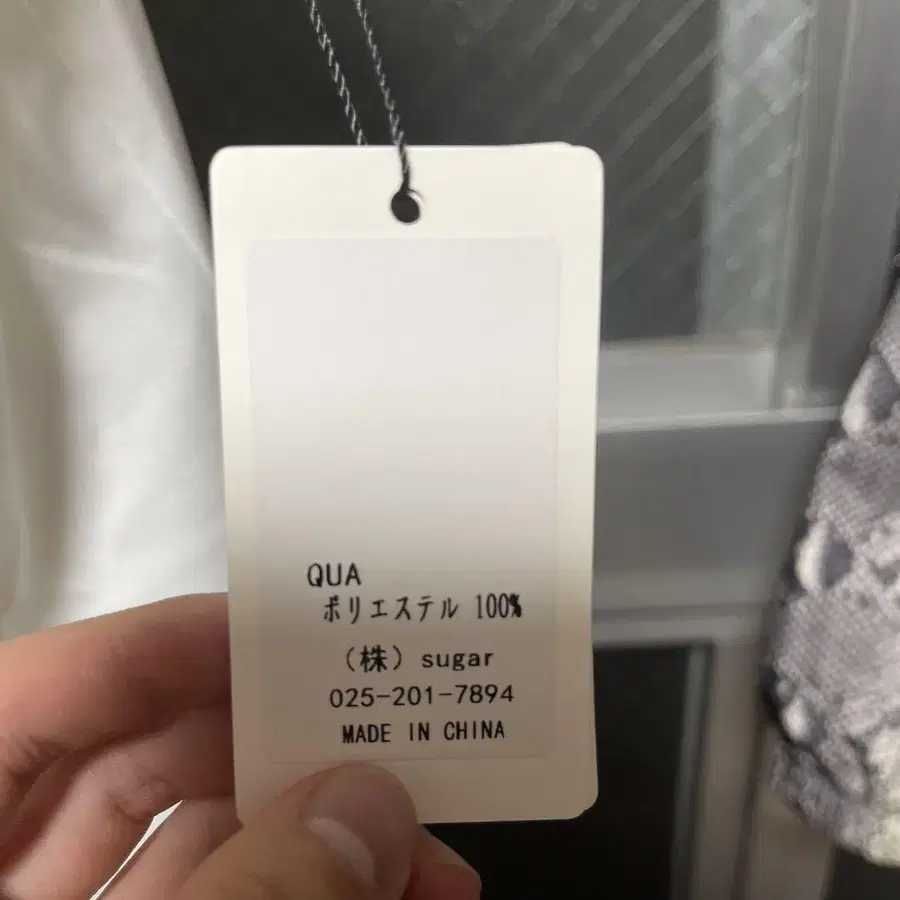 QUA
ポリエステル 100%
（株）sugar
025-201-7894
MADE IN CHINA